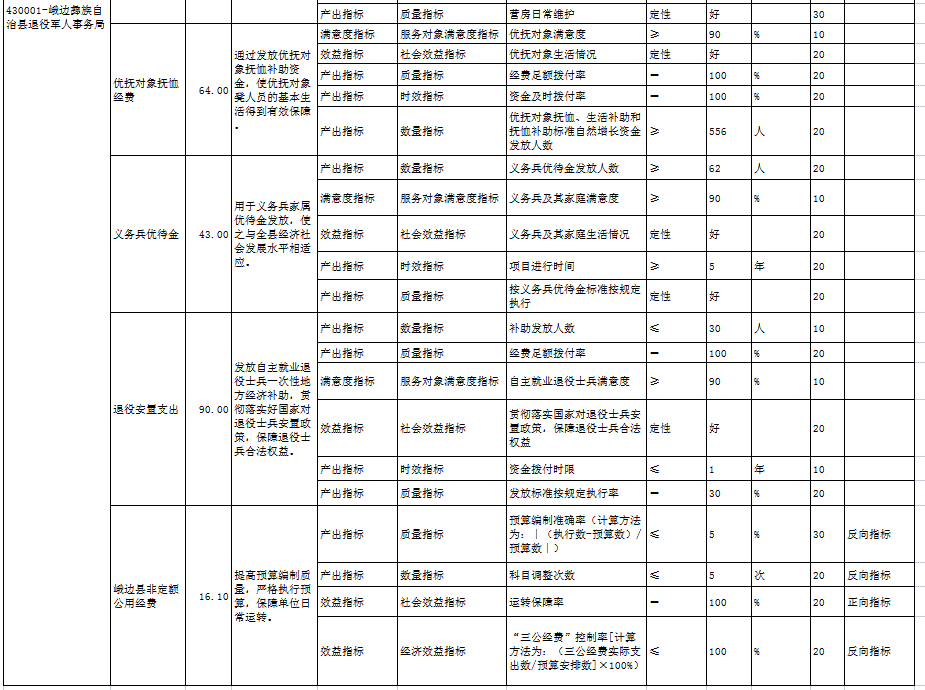 430001-峨边彝族自
治县退役军人事务局
产出指标 质量指标 营房日常维护 定性 好 30
优抚对象抚恤
经费
64.00
通过发放优抚对
象抚恤补助资
金，使优抚对象
凳人员的基本生
活得到有效保障
。
满意度指标 服务对象满意度指标 优抚对象满意度 ≥ 90 % 10
效益指标 社会效益指标 优抚对象生活情况 定性 好 20
产出指标 质量指标 经费足额拨付率 ＝ 100 % 20
产出指标 时效指标 资金及时拨付率 ＝ 100 % 20
产出指标 数量指标
优抚对象抚恤、生活补助和
抚恤补助标准自然增长资金
发放人数
≥ 556 人 20
义务兵优待金
43.00
用于义务兵家属
优待金发放，使
之与全县经济社
会发展水平相适
应。
产出指标 数量指标 义务兵优待金发放人数 ≥ 62 人 20
满意度指标 服务对象满意度指标 义务兵及其家庭满意度 ≥ 90 % 10
效益指标 社会效益指标 义务兵及其家庭生活情况 定性 好 20
产出指标 时效指标 项目进行时间 ≥ 5 年 20
产出指标 质量指标
按义务兵优待金标准按规定
执行
定性 好 20
退役安置支出
90.00
发放自主就业退
役士兵一次性地
方经济补助，贯
彻落实好国家对
退役士兵安置政
策，保障退役士
兵合法权益。
产出指标 数量指标 补助发放人数 ≤ 30 人 10
产出指标 质量指标 经费足额拨付率 ＝ 100 % 20
满意度指标 服务对象满意度指标 自主就业退役士兵满意度 ≥ 90 % 10
效益指标 社会效益指标
贯彻落实国家对退役士兵安
置政策，保障退役士兵合法
权益
定性 好 20
产出指标 时效指标 资金拨付时限 ≤ 1 年 10
产出指标 质量指标 发放标准按规定执行率 ＝ 30 % 20
峨边县非定额
公用经费
16.10
提高预算编制质
量，严格执行预
算，保障单位日
常运转。
产出指标 质量指标
预算编制准确率（计算方法
为：∣（执行数-预算数）/
预算数∣）
≤ 5 % 30 反向指标
产出指标 数量指标 科目调整次数 ≤ 5 次 20 反向指标
效益指标 社会效益指标 运转保障率 ＝ 100 % 20 正向指标
效益指标 经济效益指标
“三公经费”控制率[计算
方法为：（三公经费实际支
出数/预算安排数]×100%）
≤ 100 % 20 反向指标